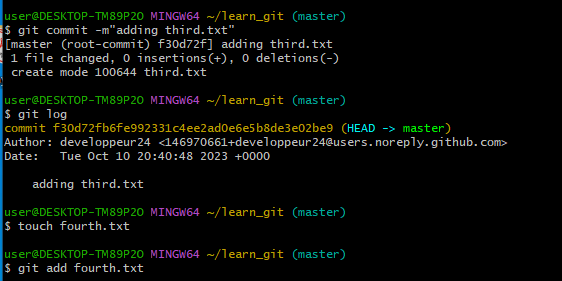 user@DESKTOP-TM89P2O MINGW64 ~/learn_git (master)
$ git commit -m"adding third.txt"
[master (root-commit) f30d72f] adding third.txt
 1 file changed, 0 insertions(+), 0 deletions(-)
 create mode 100644 third.txt
user@DESKTOP-TM89P2O MINGW64 ~/learn_git (master)
$ git log
commit f30d72fb6fe992331c4ee2ad0e6e5b8de3e02be9 (HEAD -> master)
Author: developpeur24 <146970661+developpeur24@users.noreply.github.com>
Date:   Tue Oct 10 20:40:48 2023 +0000
    adding third.txt
user@DESKTOP-TM89P2O MINGW64 ~/learn_git (master)
$ touch fourth.txt
user@DESKTOP-TM89P2O MINGW64 ~/learn_git (master)
$ git add fourth.txt